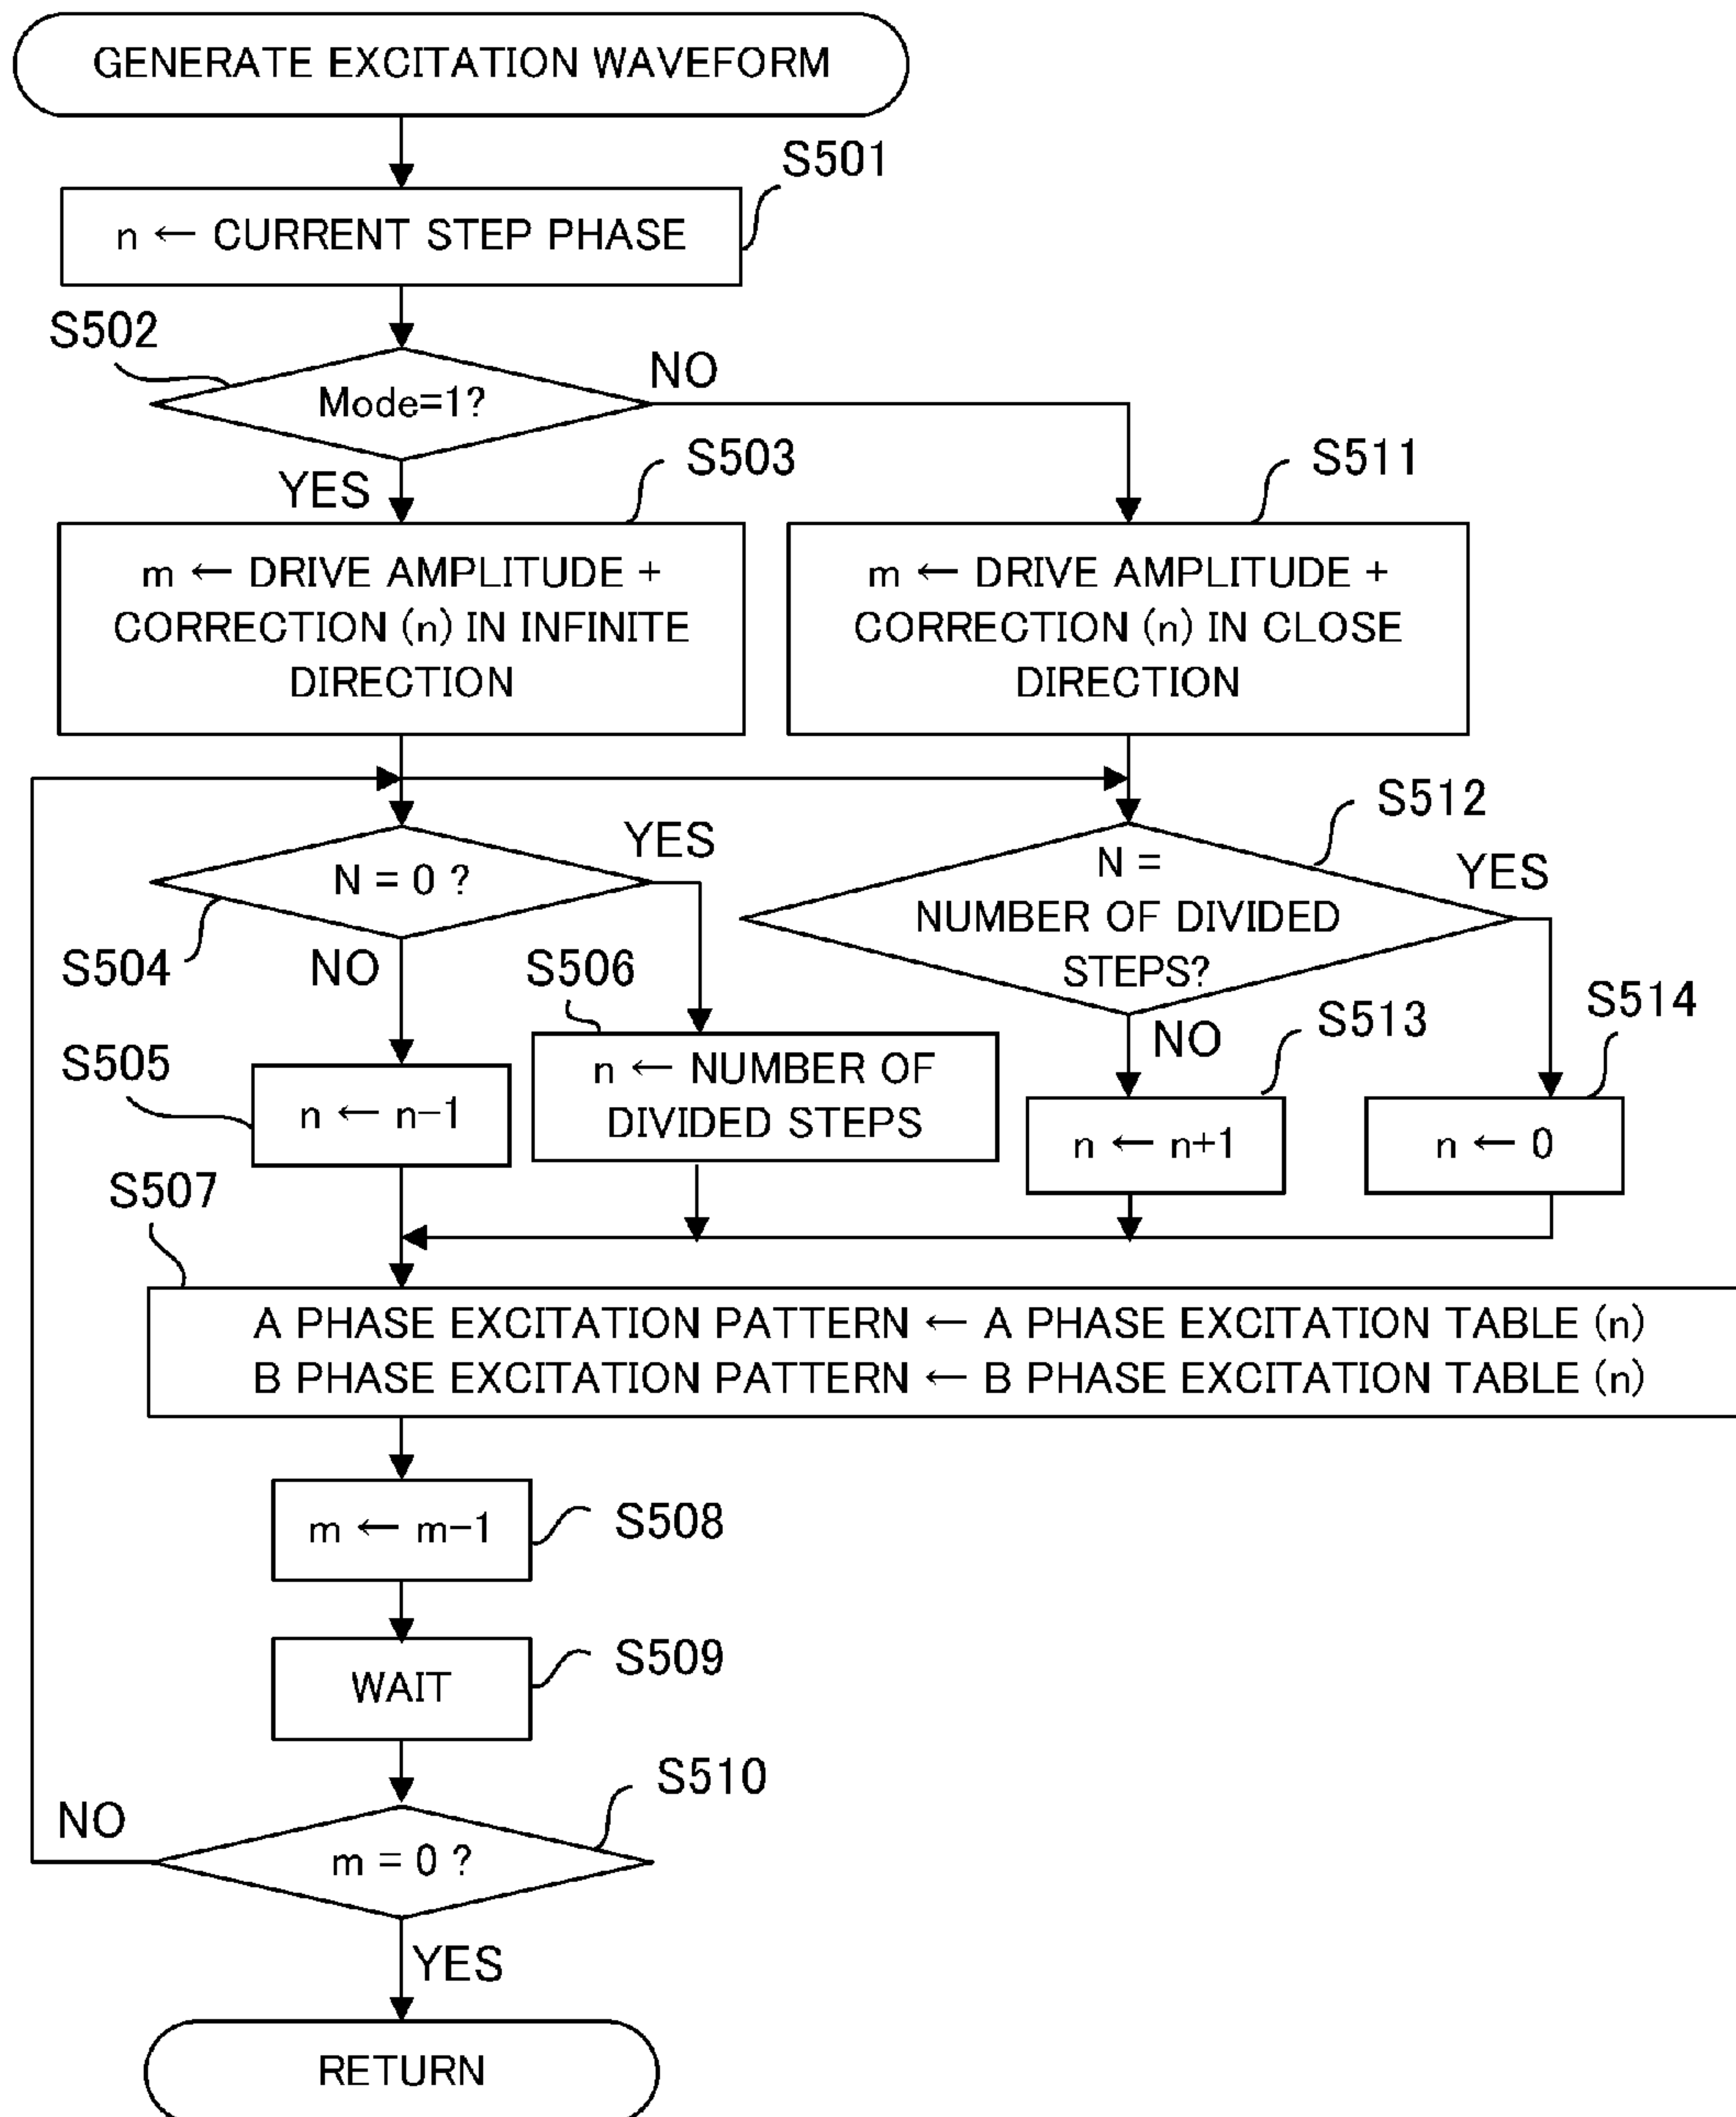 GENERATE EXCITATION WAVEFORM
S501
n ← CURRENT STEP PHASE
S502
Mode=1?
NO
YES
S503
m ← DRIVE AMPLITUDE +
CORRECTION (n) IN INFINITE
DIRECTION
S511
m ← DRIVE AMPLITUDE +
CORRECTION (n) IN CLOSE
DIRECTION
S504
N = 0 ?
YES
NO
S512
N =
NUMBER OF DIVIDED
STEPS?
YES
NO
S505
n ← n-1
S506
n ← NUMBER OF
DIVIDED STEPS
S513
n ← n+1
S514
n ← 0
S507
A PHASE EXCITATION PATTERN ← A PHASE EXCITATION TABLE (n)
B PHASE EXCITATION PATTERN ← B PHASE EXCITATION TABLE (n)
m ← m-1
S508
WAIT
S509
S510
m = 0 ?
NO
YES
RETURN